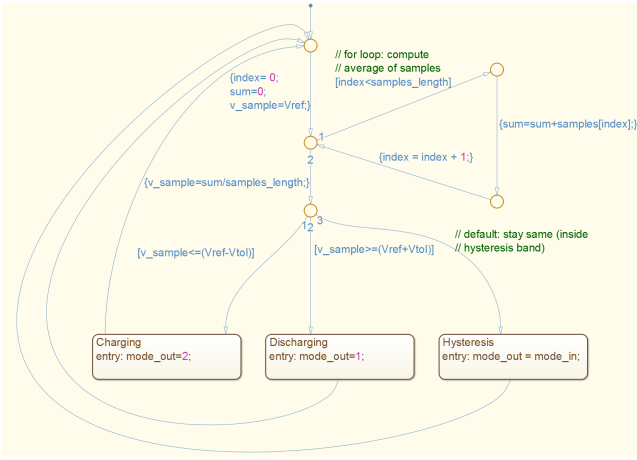 // for loop: compute
// average of samples
[index<samples_length]
{index= 0;
sum=0;
v_sample=Vref;}
{sum=sum+samples[index];}
1
2
{index = index + 1;}
{v_sample=sum/samples_length;}
3
12
// default: stay same (inside
// hysteresis band)
[v_sample<=(Vref-Vtol)]
[v_sample>=(Vref+Vtol)]
Charging
entry: mode_out=2;
Discharging
entry: mode_out=1;
Hysteresis
entry: mode_out = mode_in;